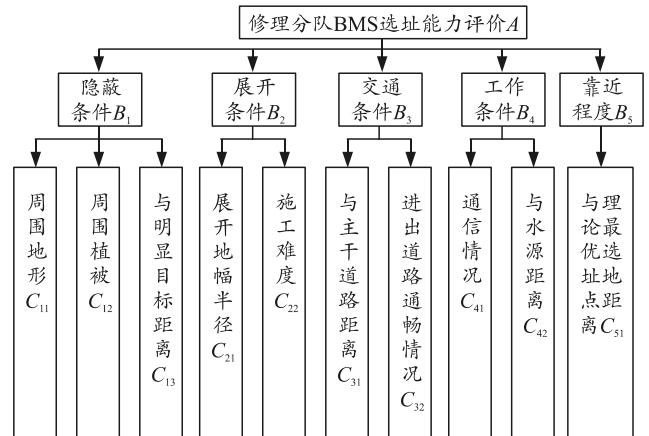 修理分队BMS选址能力评价A
隐蔽
条件B₁
展开
条件B₂
交通
条件B₃
工作
条件B₄
靠近
程度B₅
周围地形C₁₁
周围植被C₁₂
与明显目标距离C₁₃
展开地幅半径C₂₁
施工难度C₂₂
与主干道路距离C₃₁
进出道路通畅情况C₃₂
通信情况C₄₁
与水源距离C₄₂
与理
论最
优选
址地
点距
离C₅₁